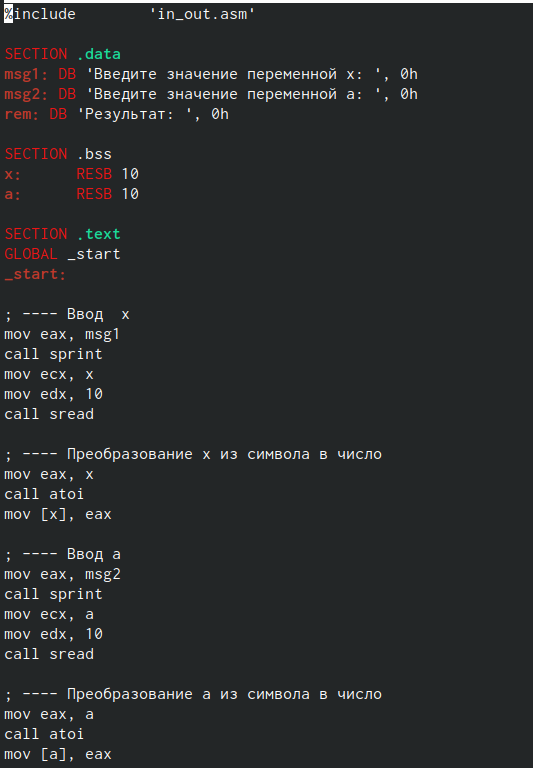 %include 'in_out.asm'
SECTION .data
msg1: DB 'Введите значение переменной x: ', 0h
msg2: DB 'Введите значение переменной a: ', 0h
rem: DB 'Результат: ', 0h
SECTION .bss
x: RESB 10
a: RESB 10
SECTION .text
GLOBAL _start
_start:
; ---- Ввод x
mov eax, msg1
call sprint
mov ecx, x
mov edx, 10
call sread
; ---- Преобразование x из символа в число
mov eax, x
call atoi
mov [x], eax
; ---- Ввод a
mov eax, msg2
call sprint
mov ecx, a
mov edx, 10
call sread
; ---- Преобразование a из символа в число
mov eax, a
call atoi
mov [a], eax